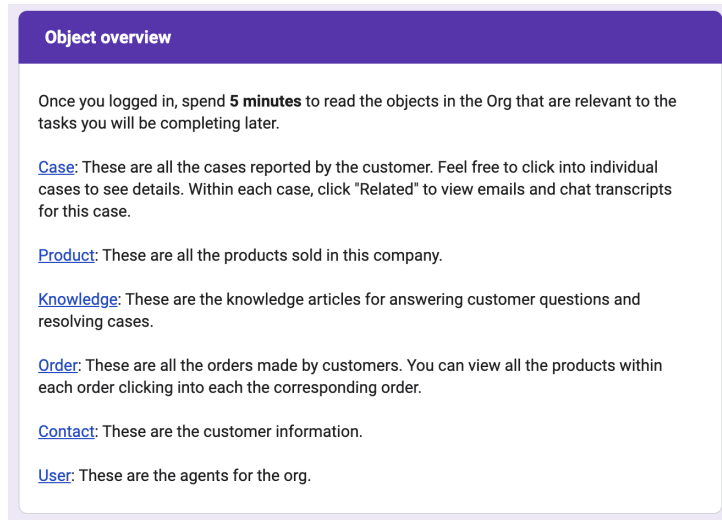 Object overview
Once you logged in, spend 5 minutes to read the objects in the Org that are relevant to the
tasks you will be completing later.
Case: These are all the cases reported by the customer. Feel free to click into individual
cases to see details. Within each case, click "Related" to view emails and chat transcripts
for this case.
Product: These are all the products sold in this company.
Knowledge: These are the knowledge articles for answering customer questions and
resolving cases.
Order: These are all the orders made by customers. You can view all the products within
each order clicking into each the corresponding order.
Contact: These are the customer information.
User: These are the agents for the org.